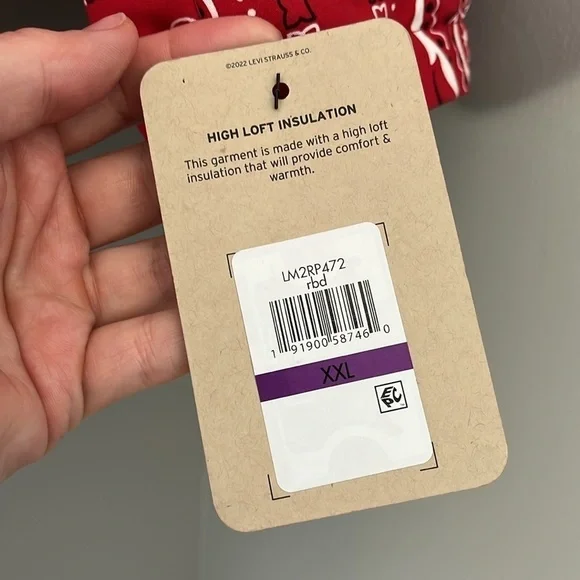 ©2022 LEVI STRAUSS & CO.
HIGH LOFT INSULATION
This garment is made with a high loft
insulation that will provide comfort &
warmth.
LM2RP472
rbd
1 91900 58746 0
XXL
EPC